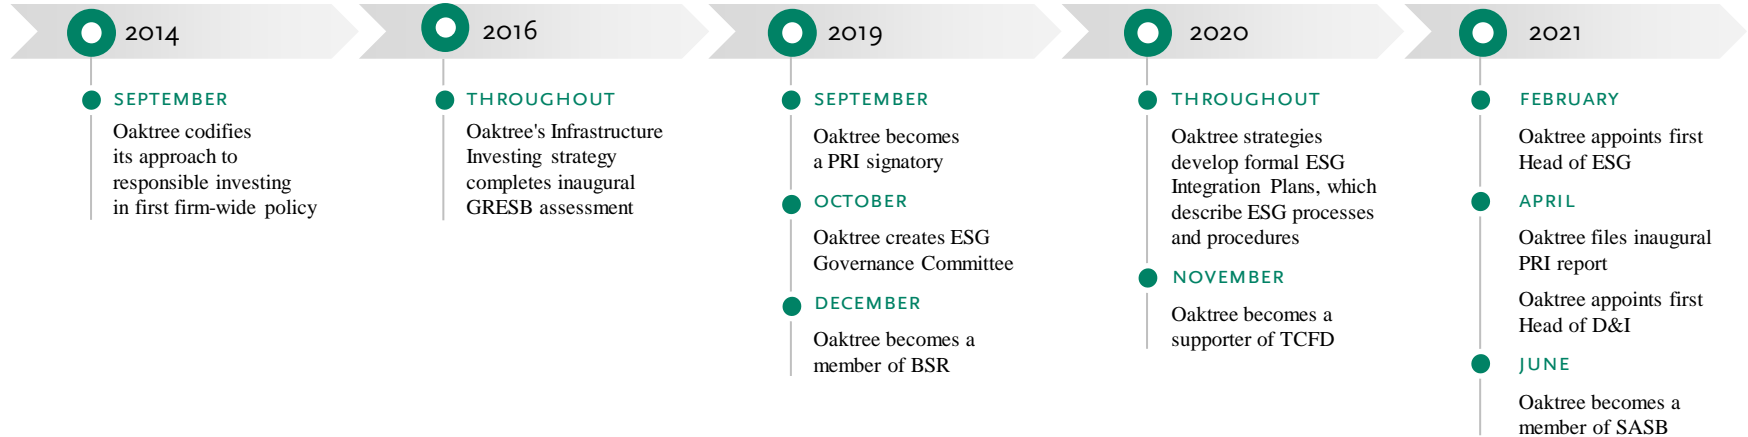 2014
SEPTEMBER
Oaktree codifies
its approach to
responsible investing
in first firm-wide policy
2016
THROUGHOUT
Oaktree's Infrastructure
Investing strategy
completes inaugural
GRESB assessment
2019
SEPTEMBER
Oaktree becomes
a PRI signatory
OCTOBER
Oaktree creates ESG
Governance Committee
DECEMBER
Oaktree becomes a
member of BSR
2020
THROUGHOUT
Oaktree strategies
develop formal ESG
Integration Plans, which
describe ESG processes
and procedures
NOVEMBER
Oaktree becomes a
supporter of TCFD
2021
FEBRUARY
Oaktree appoints first
Head of ESG
APRIL
Oaktree files inaugural
PRI report
Oaktree appoints first
Head of D&I
JUNE
Oaktree becomes a
member of SASB